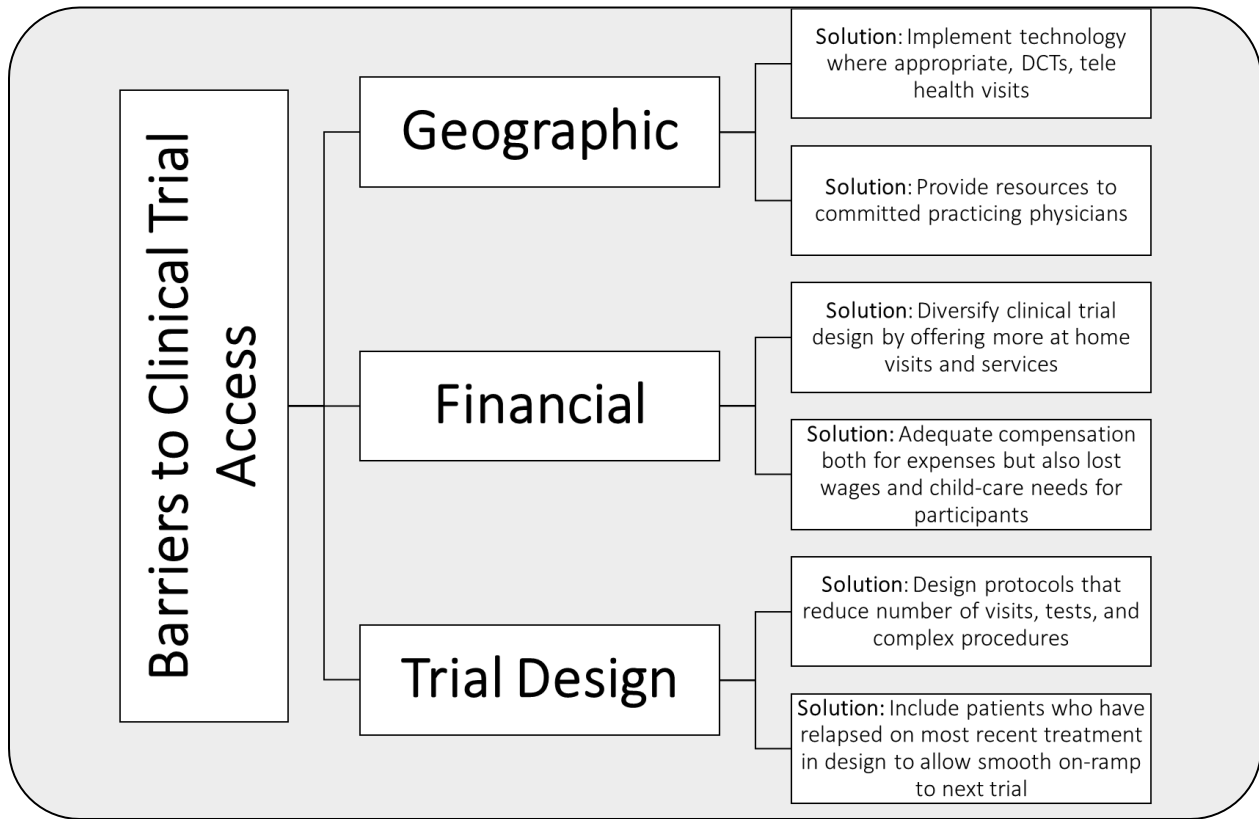 Barriers to Clinical Trial
Access
Geographic
Solution: Implement technology
where appropriate, DCTs, tele
health visits
Solution: Provide resources to
committed practicing physicians
Financial
Solution: Diversify clinical trial
design by offering more at home
visits and services
Solution: Adequate compensation
both for expenses but also lost
wages and child-care needs for
participants
Trial Design
Solution: Design protocols that
reduce number of visits, tests, and
complex procedures
Solution: Include patients who have
relapsed on most recent treatment
in design to allow smooth on-ramp
to next trial